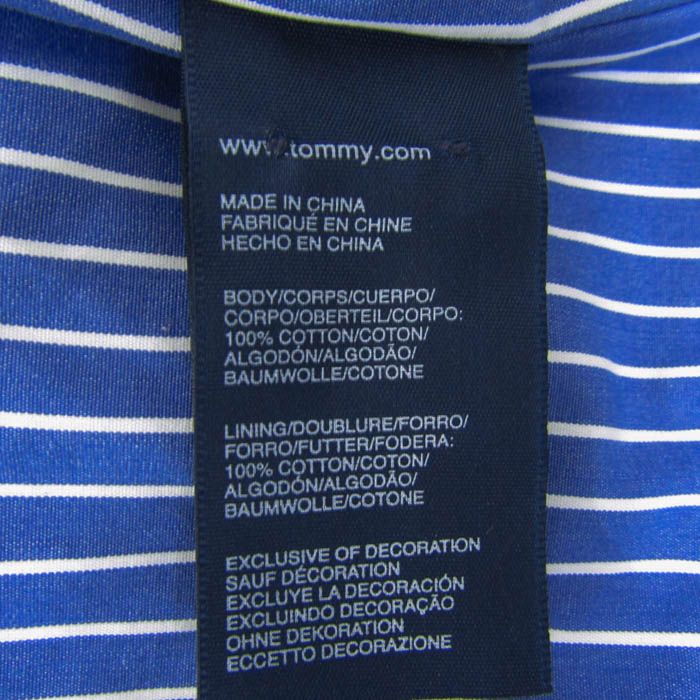 www.tommy.com
MADE IN CHINA
FABRIQUÉ EN CHINE
HECHO EN CHINA
BODY/CORPS/CUERPO/
CORPO/OBERTEIL/CORPO:
100% COTTON/COTON/
ALGODÓN/ALGODÃO/
BAUMWOLLE/COTONE
LINING/DOUBLURE/FORRO/
FORRO/FUTTER/FODERA:
100% COTTON/COTON/
ALGODÓN/ALGODÃO/
BAUMWOLLE/COTONE
EXCLUSIVE OF DECORATION
SAUF DÉCORATION
EXCLUYE LA DECORACIÓN
EXCLUINDO DECORAÇÃO
OHNE DEKORATION
ECCETTO DECORAZIONE